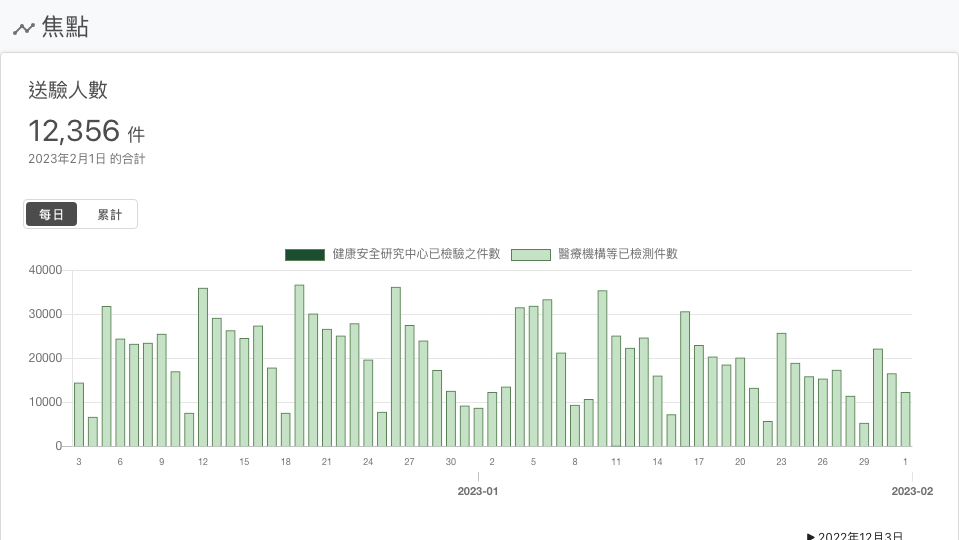 焦點
送驗人數
12,356 件
2023年2月1日 的合計
每日 累計
健康安全研究中心已檢驗之件數 醫療機構等已檢測件數
40000
30000
20000
10000
0
3 6 9 12 15 18 21 24 27 30 2 5 8 11 14 17 20 23 26 29 1
2023-01 2023-02
▶ 2022年12月3日